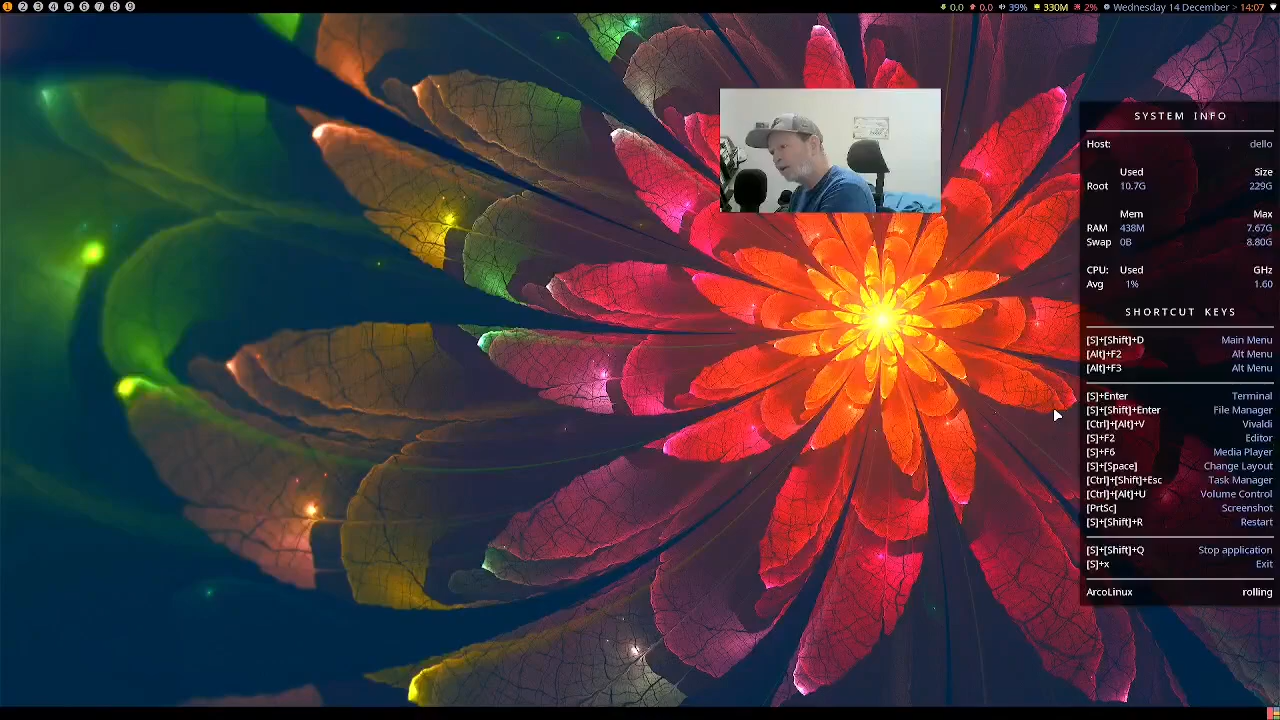 1 2 3 4 5 6 7 8 9
0.0 0.0 39% 330M 2% Wednesday 14 December > 14:07
SYSTEM INFO
Host: dello
Used Size
Root 10.7G 229G
Mem Max
RAM 438M 7.67G
Swap 0B 8.80G
CPU: Used GHz
Avg 1% 1.60
SHORTCUT KEYS
[S]+[Shift]+D Main Menu
[Alt]+F2 Alt Menu
[Alt]+F3 Alt Menu
[S]+Enter Terminal
[S]+[Shift]+Enter File Manager
[Ctrl]+[Alt]+V Vivaldi
[S]+F2 Editor
[S]+F6 Media Player
[S]+[Space] Change Layout
[Ctrl]+[Shift]+Esc Task Manager
[Ctrl]+[Alt]+U Volume Control
[PrtSc] Screenshot
[S]+[Shift]+R Restart
[S]+[Shift]+Q Stop application
[S]+x Exit
ArcoLinux rolling